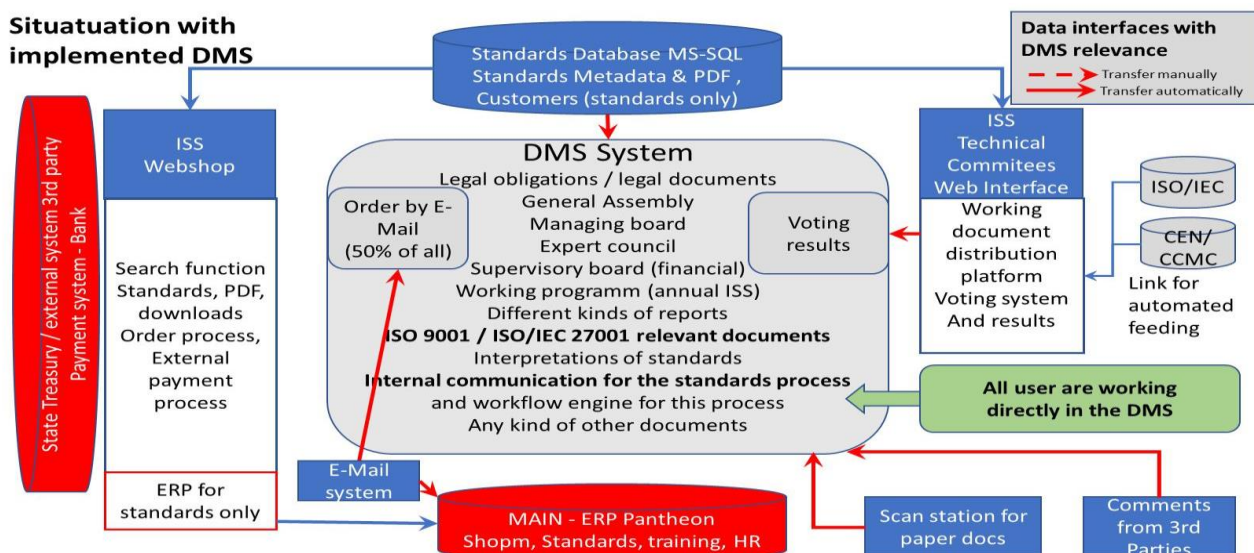 Situatuation with
implemented DMS
Standards Database MS-SQL
Standards Metadata & PDF ,
Customers (standards only)
Data interfaces with
DMS relevance
Transfer manually
Transfer automatically
State Treasury / external system 3rd party
Payment system - Bank
ISS
Webshop
Search function
Standards, PDF,
downloads
Order process,
External
payment
process
ERP for
standards only
DMS System
Legal obligations / legal documents
General Assembly
Managing board
Expert council
Supervisory board (financial)
Working programm (annual ISS)
Different kinds of reports
ISO 9001 / ISO/IEC 27001 relevant documents
Interpretations of standards
Internal communication for the standards process
and workflow engine for this process
Any kind of other documents
Order by E-
Mail
(50% of all)
Voting
results
ISS
Technical
Commitees
Web Interface
Working
document
distribution
platform
Voting system
And results
ISO/IEC
CEN/
CCMC
Link for
automated
feeding
All user are working
directly in the DMS
E-Mail
system
MAIN - ERP Pantheon
Shopm, Standards, training, HR
Scan station for
paper docs
Comments
from 3rd
Parties